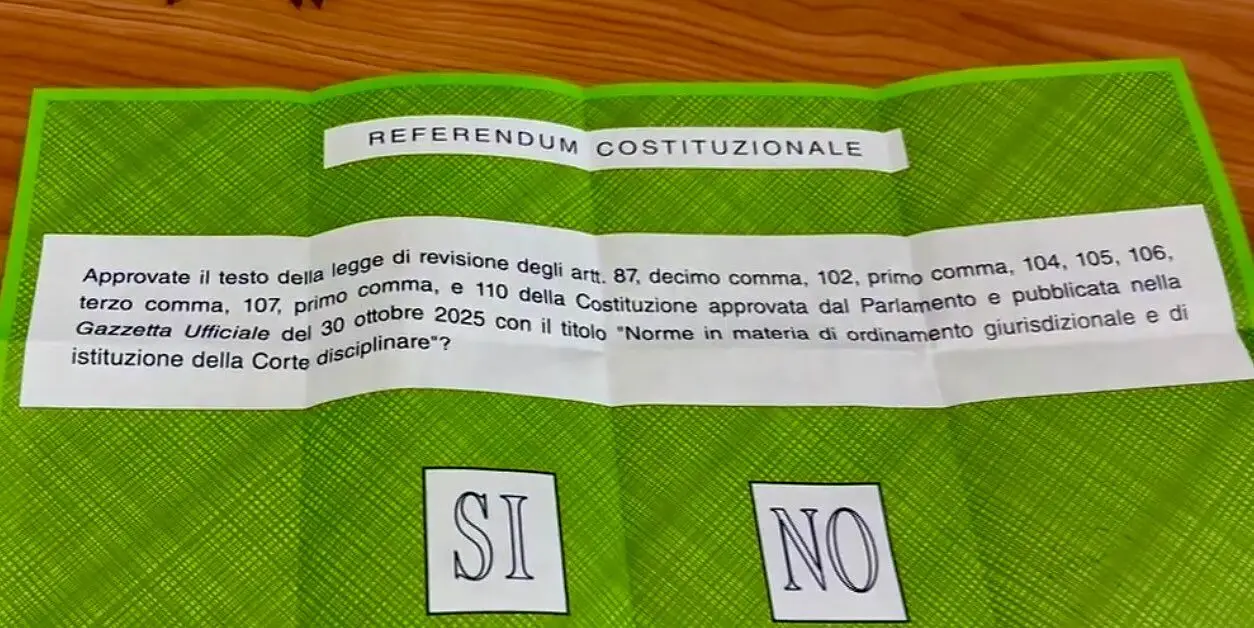 REFERENDUM COSTITUZIONALE
Approvate il testo della legge di revisione degli artt. 87, decimo comma, 102, primo comma, 104, 105, 106,
terzo comma, 107, primo comma, e 110 della Costituzione approvata dal Parlamento e pubblicata nella
Gazzetta Ufficiale del 30 ottobre 2025 con il titolo "Norme in materia di ordinamento giurisdizionale e di
istituzione della Corte disciplinare"?
SI NO